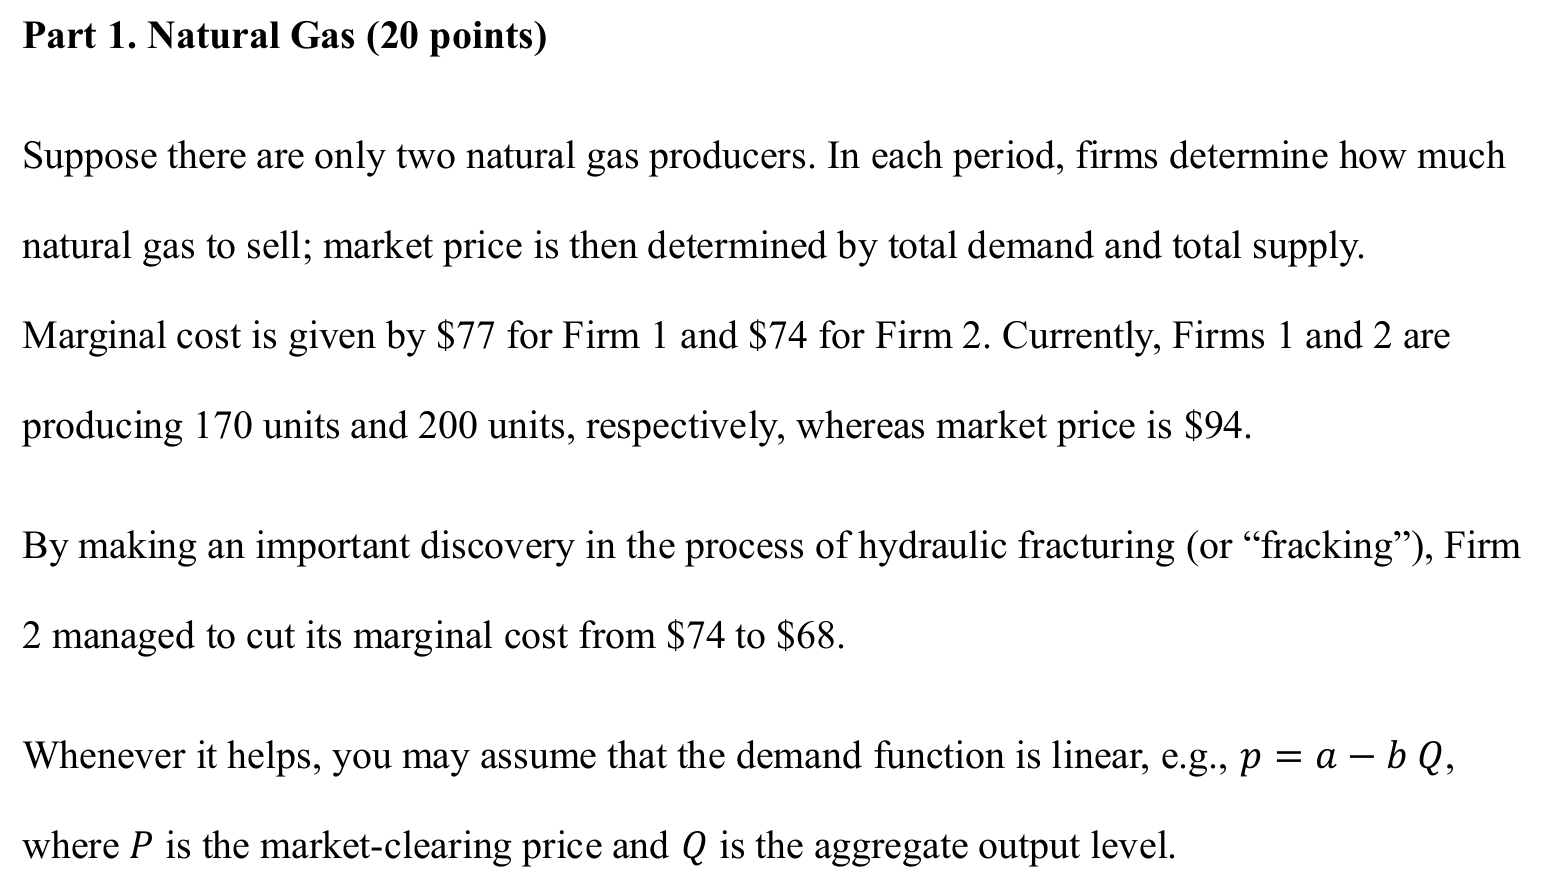 Part 1. Natural Gas (20 points)
Suppose there are only two natural gas producers. In each period, firms determine how much
natural gas to sell; market price is then determined by total demand and total supply.
Marginal cost is given by $77 for Firm 1 and $74 for Firm 2. Currently, Firms 1 and 2 are
producing 170 units and 200 units, respectively, whereas market price is $94.
By making an important discovery in the process of hydraulic fracturing (or “fracking”), Firm
2 managed to cut its marginal cost from $74 to $68.
Whenever it helps, you may assume that the demand function is linear, e.g., p = a − b Q,
where P is the market-clearing price and Q is the aggregate output level.